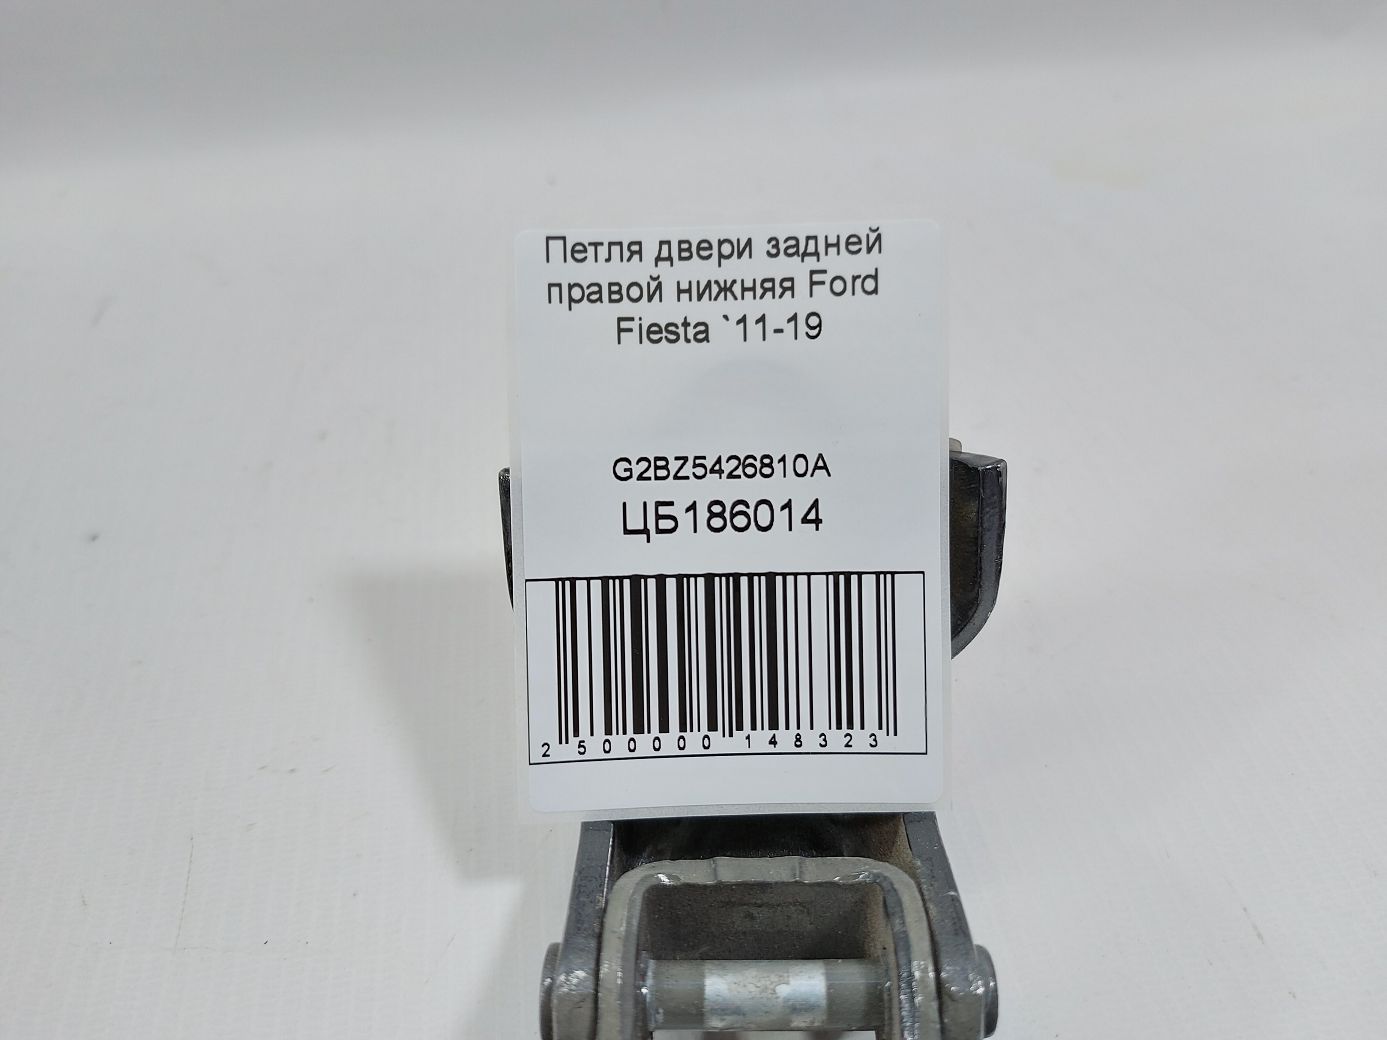 Петля двери задней
правой нижняя Ford
Fiesta `11-19
G2BZ5426810A
ЦБ186014
2 500000 148323